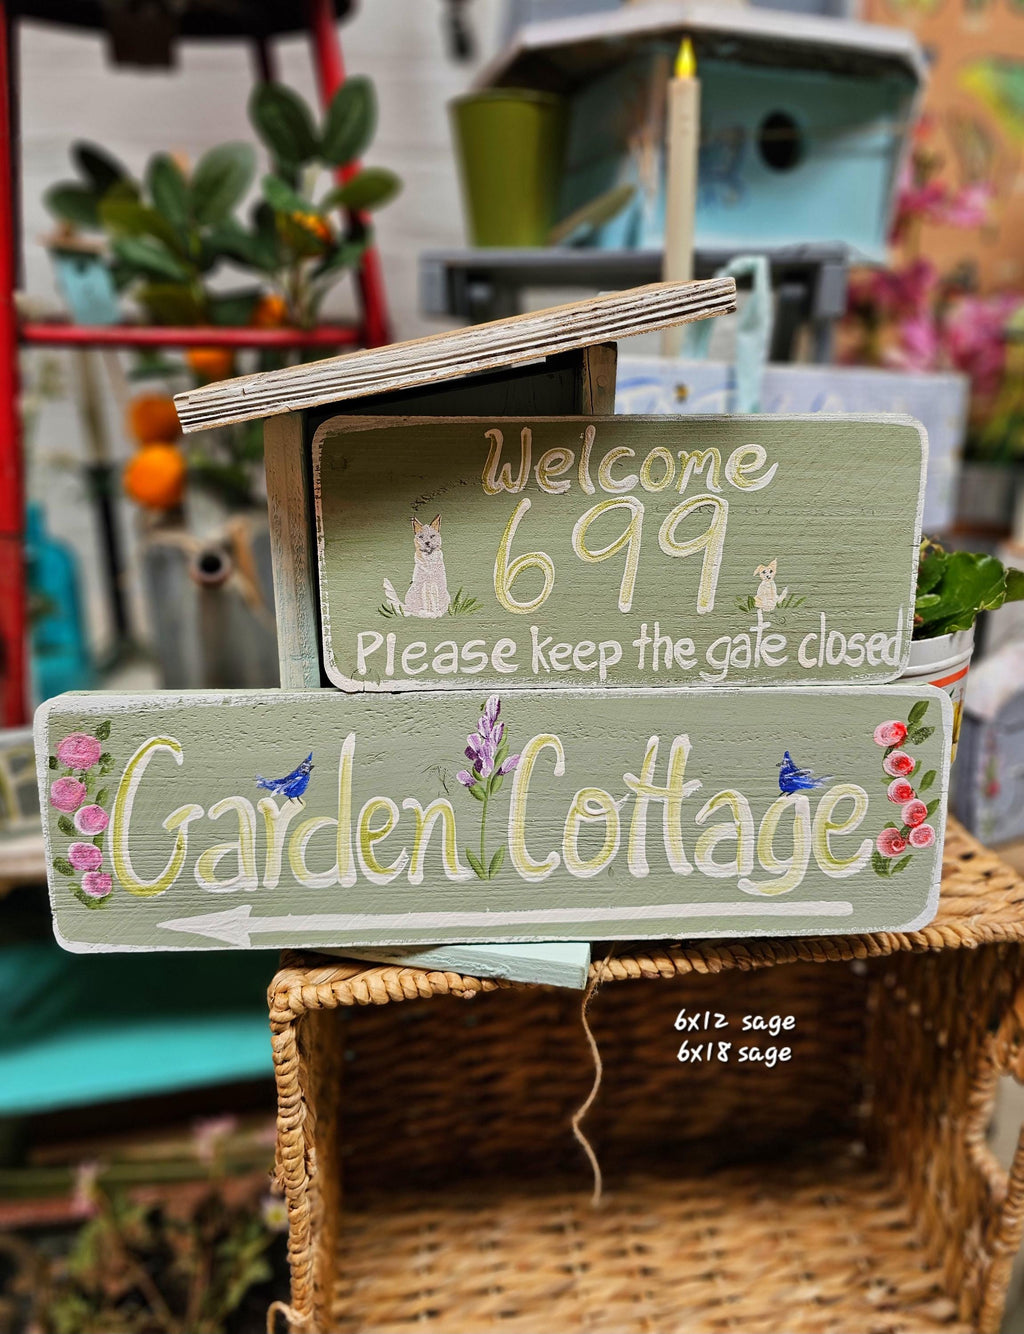 Welcome
699
Please keep the gate closed
Garden Cottage
6x12 sage
6x18 sage